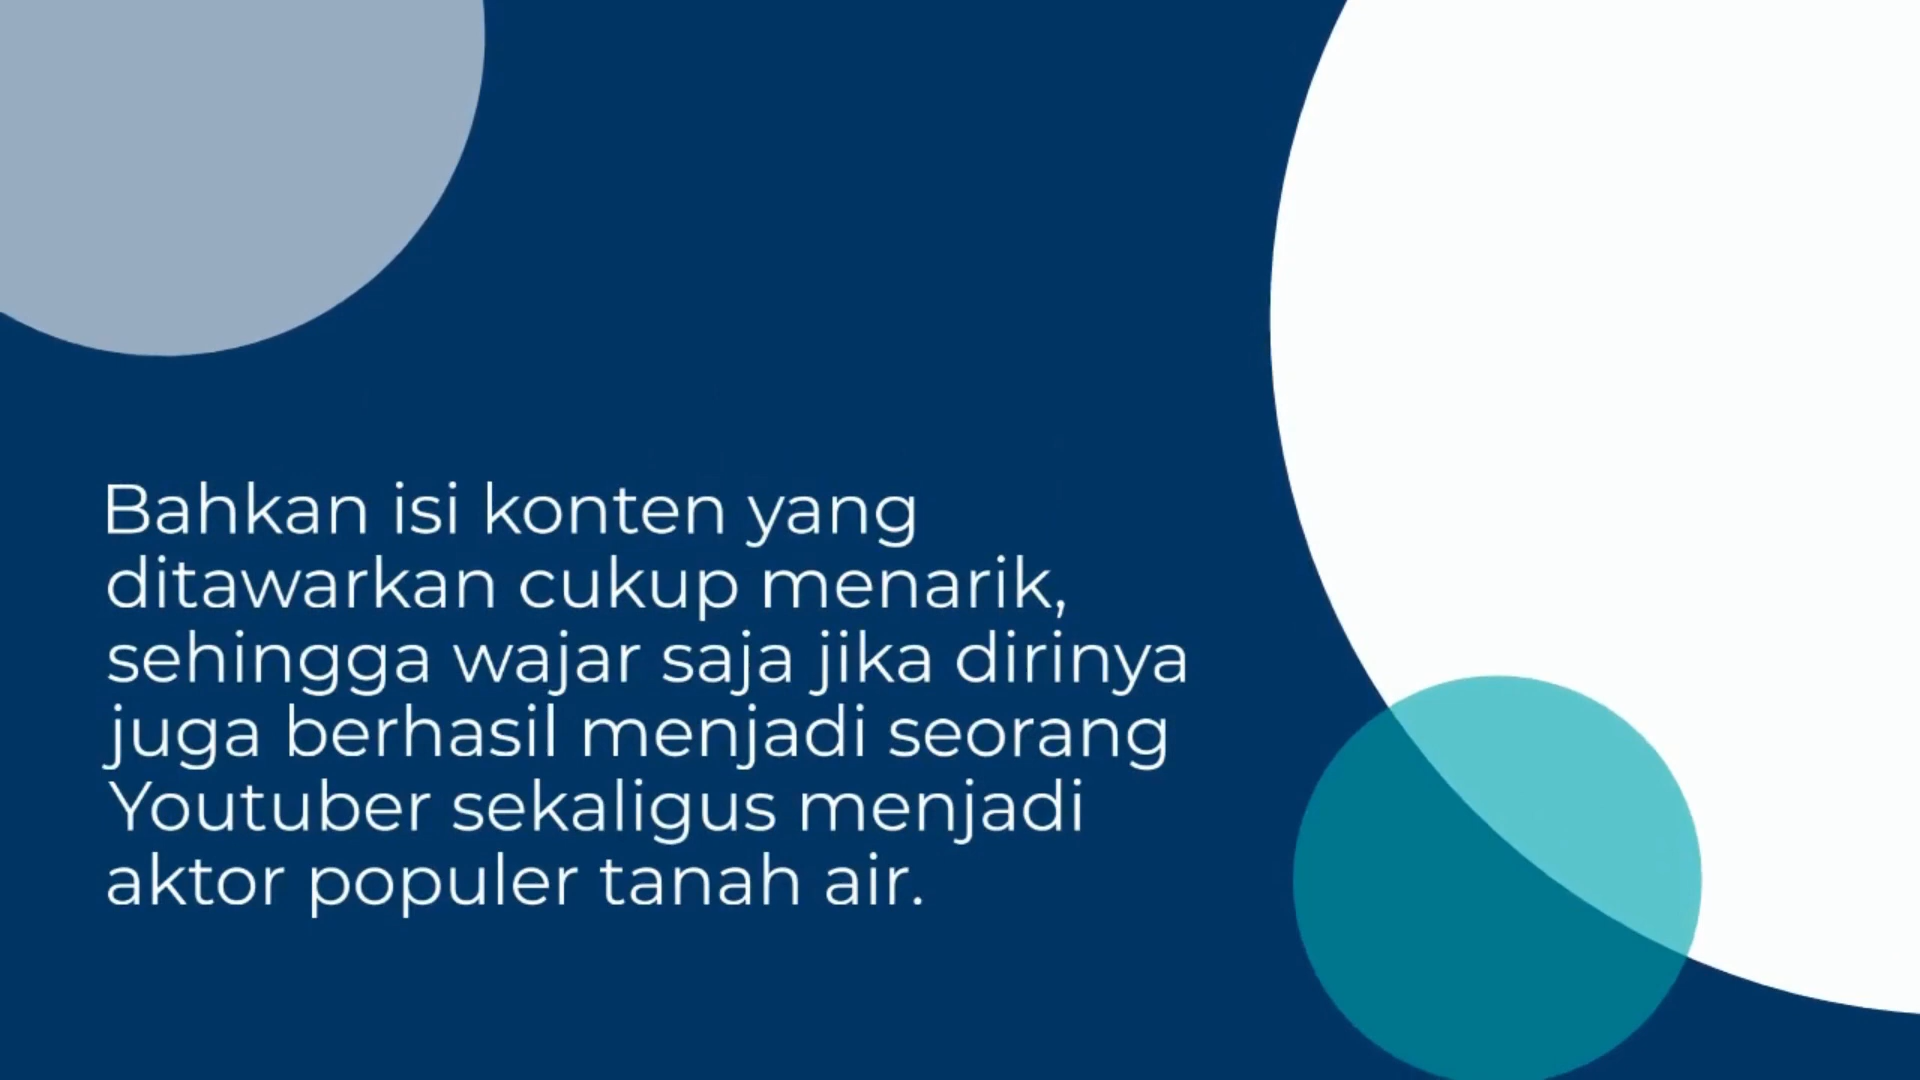 Bahkan isi konten yang
ditawarkan cukup menarik,
sehingga wajar saja jika dirinya
juga berhasil menjadi seorang
Youtuber sekaligus menjadi
aktor populer tanah air.